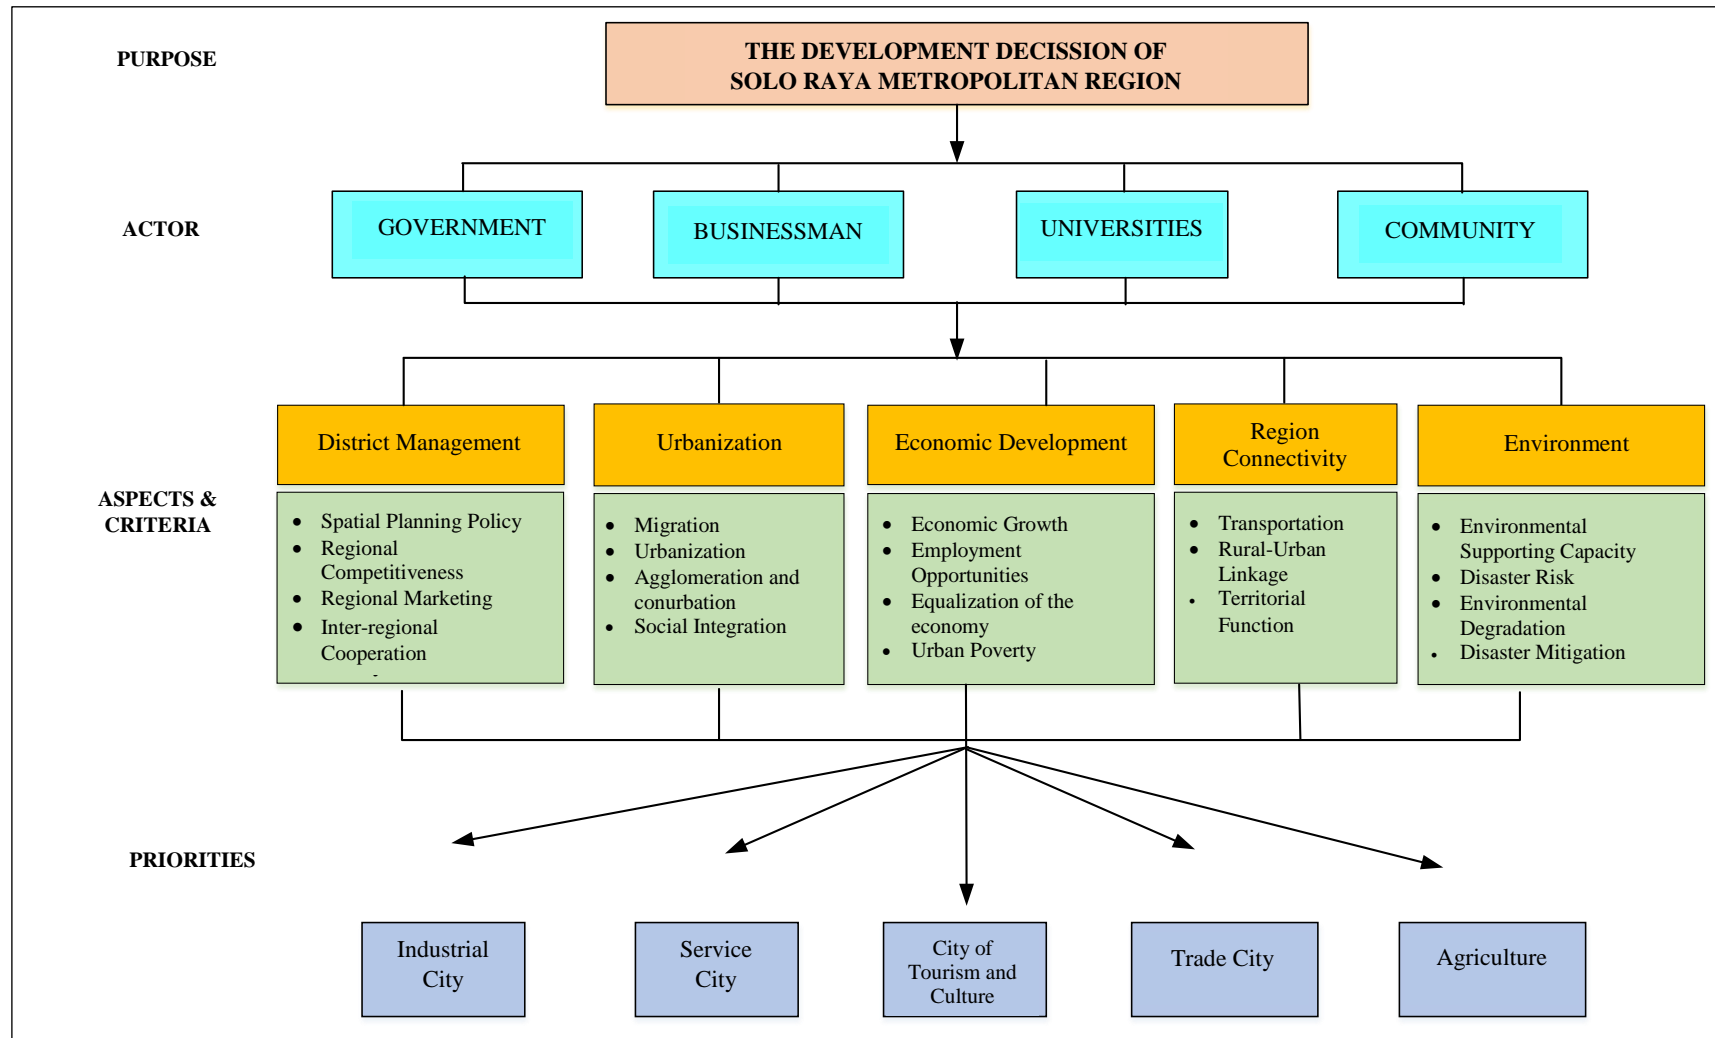 PURPOSE
THE DEVELOPMENT DECISSION OF
SOLO RAYA METROPOLITAN REGION
ACTOR
GOVERNMENT
BUSINESSMAN
UNIVERSITIES
COMMUNITY
ASPECTS &
CRITERIA
District Management
• Spatial Planning Policy
• Regional
Competitiveness
• Regional Marketing
• Inter-regional
Cooperation
-
Urbanization
• Migration
• Urbanization
• Agglomeration and
conurbation
• Social Integration
Economic Development
• Economic Growth
• Employment
Opportunities
• Equalization of the
economy
• Urban Poverty
Region
Connectivity
• Transportation
• Rural-Urban
Linkage
• Territorial
Function
Environment
• Environmental
Supporting Capacity
• Disaster Risk
• Environmental
Degradation
• Disaster Mitigation
PRIORITIES
Industrial
City
Service
City
City of
Tourism and
Culture
Trade City
Agriculture